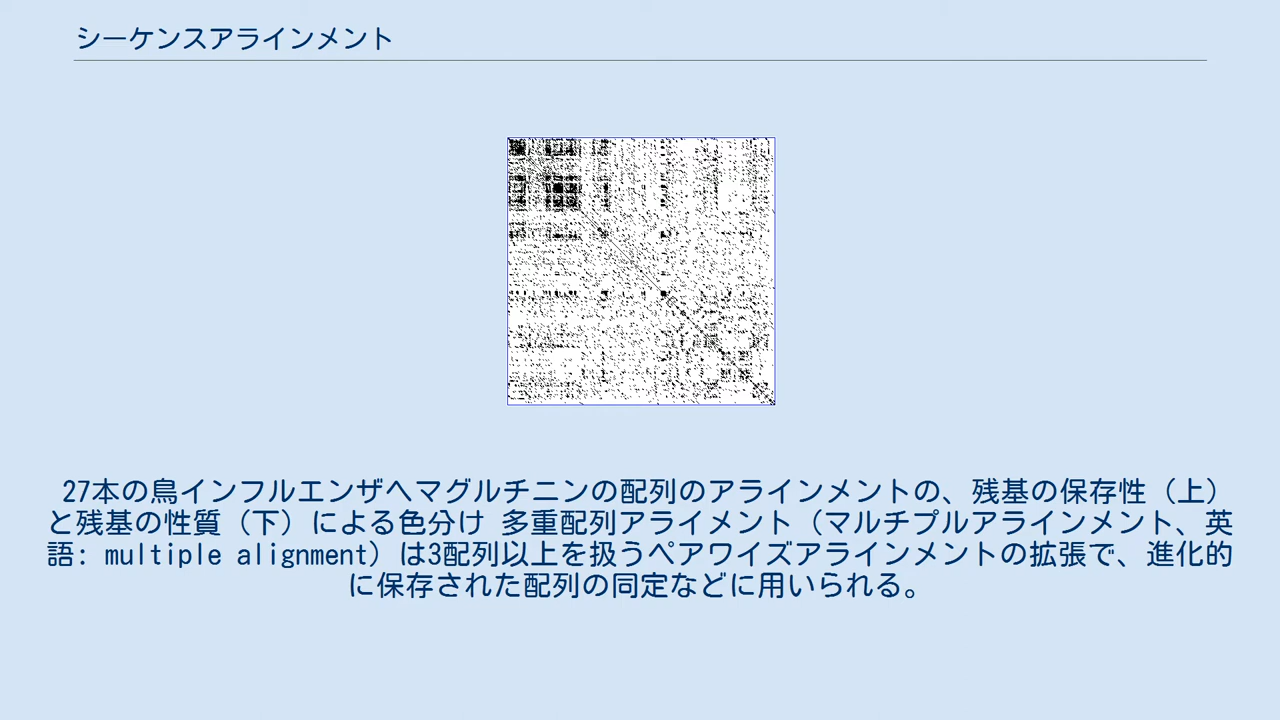 シーケンスアラインメント
27本の鳥インフルエンザヘマグルチニンの配列のアラインメントの、残基の保存性（上）
と残基の性質（下）による色分け 多重配列アライメント（マルチプルアラインメント、英
語: multiple alignment）は3配列以上を扱うペアワイズアラインメントの拡張で、進化的
に保存された配列の同定などに用いられる。